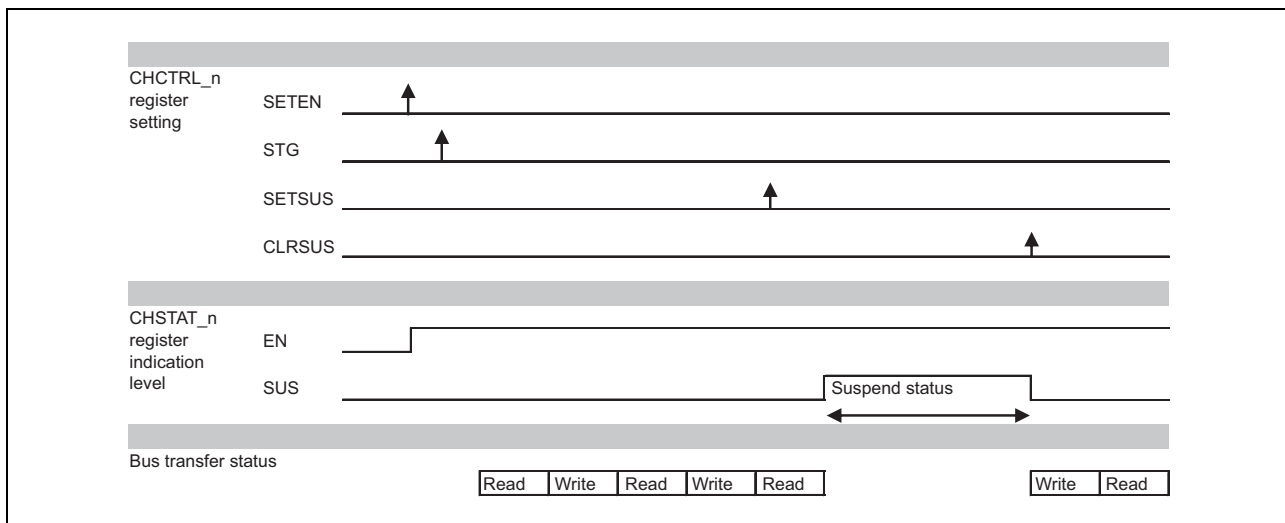 CHCTRL_n
register
setting
SETEN
STG
SETSUS
CLRSUS
CHSTAT_n
register
indication
level
EN
SUS
Suspend status
Bus transfer status
Read Write Read Write Read Write Read